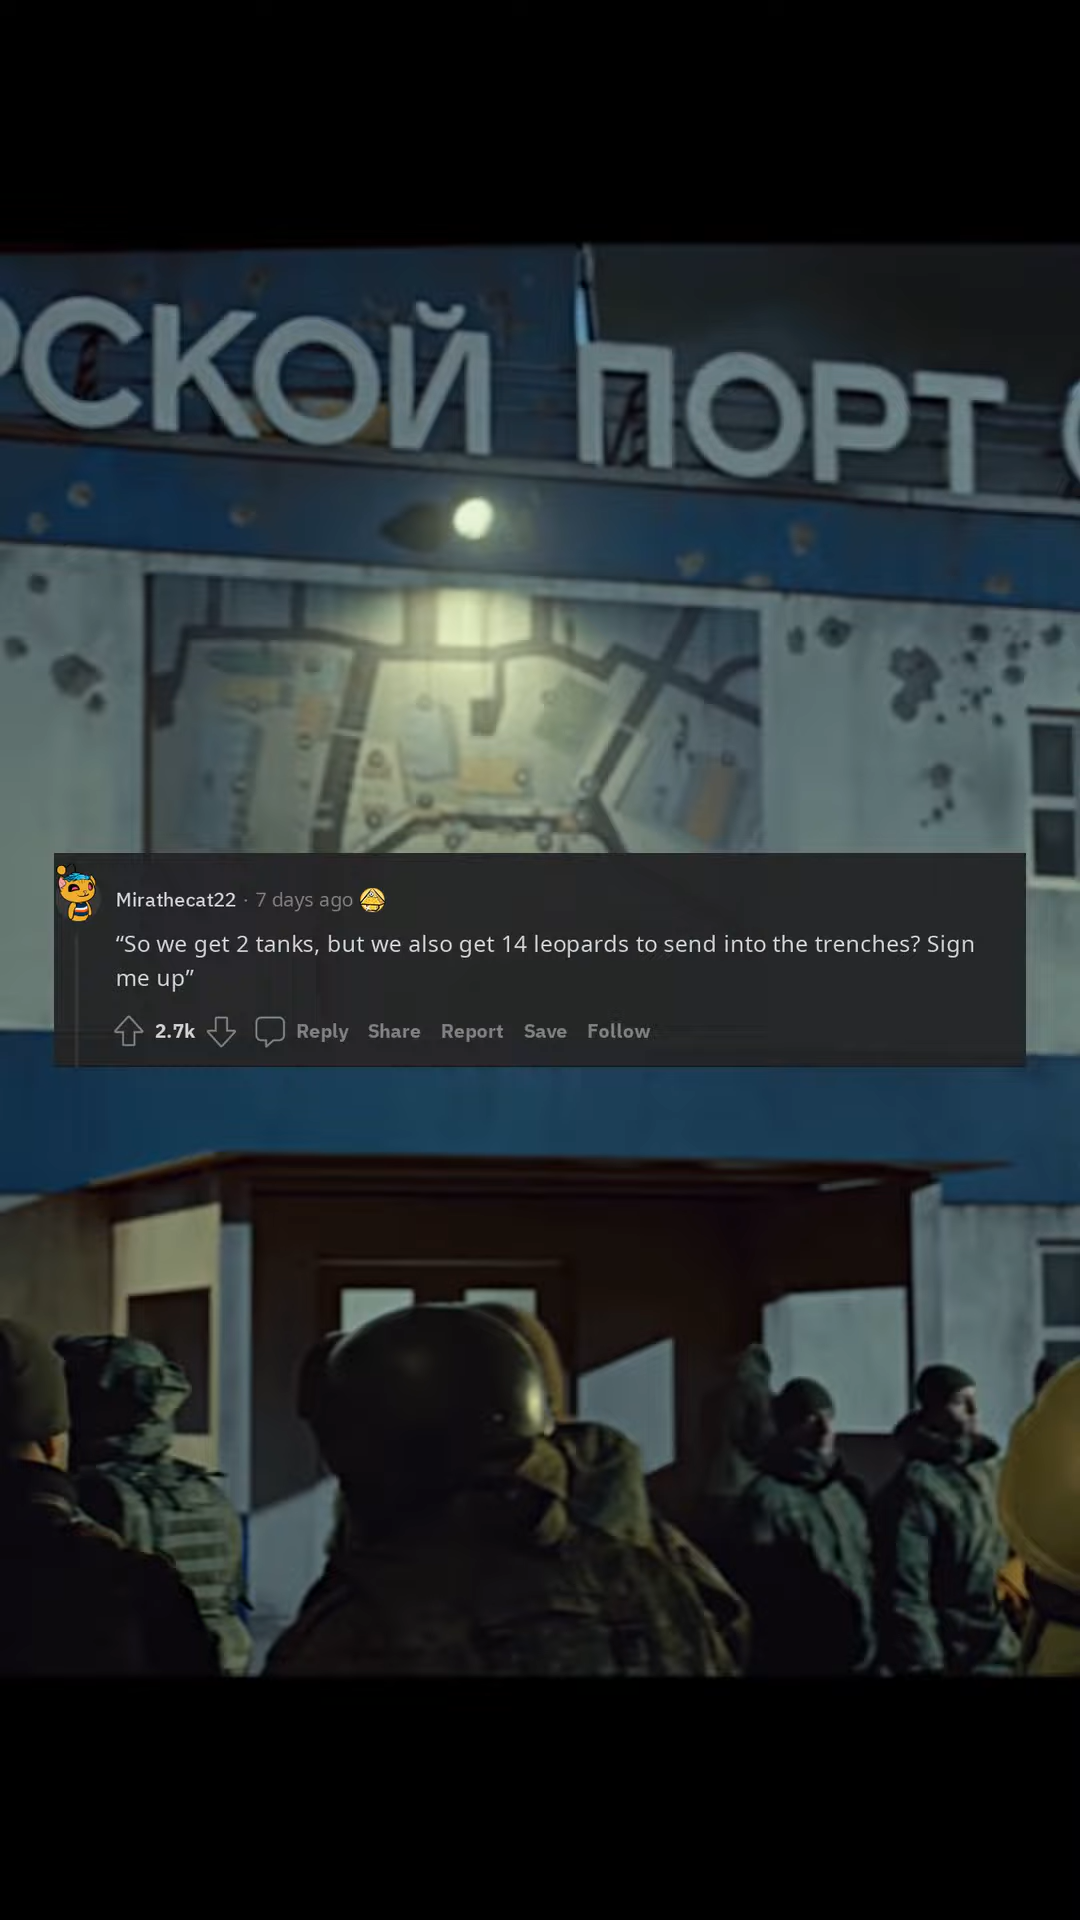 РСКОЙ ПОРТ
Mirathecat22 · 7 days ago
“So we get 2 tanks, but we also get 14 leopards to send into the trenches? Sign
me up”
2.7k Reply Share Report Save Follow